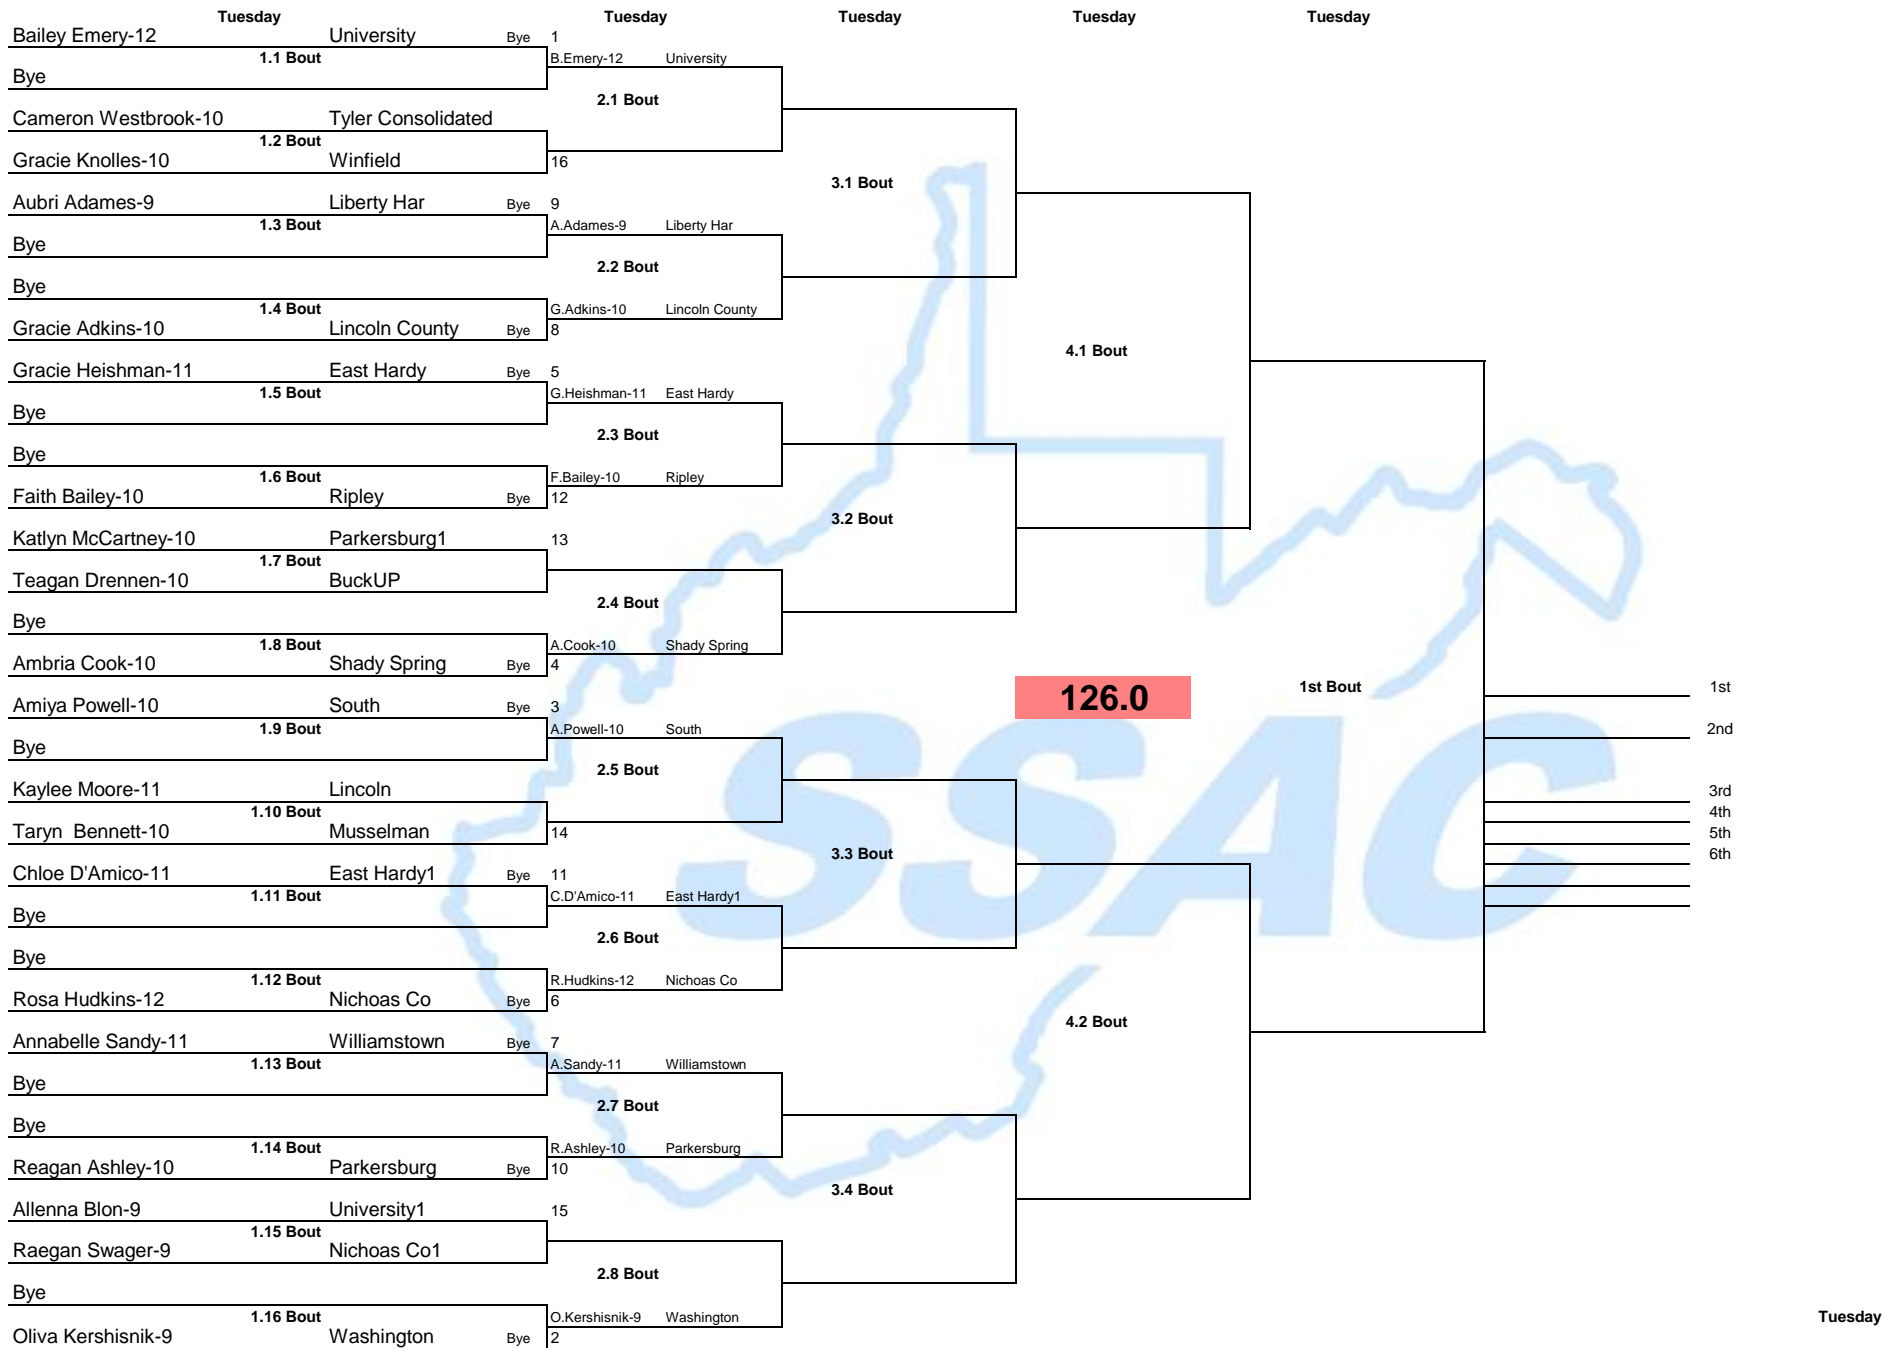 Tuesday Tuesday Tuesday Tuesday Tuesday
Bailey Emery-12 University Bye 1
1.1 Bout B.Emery-12 University
Bye
2.1 Bout
Cameron Westbrook-10 Tyler Consolidated
1.2 Bout
Gracie Knolles-10 Winfield 16
3.1 Bout
Aubri Adames-9 Liberty Har Bye 9
1.3 Bout A.Adames-9 Liberty Har
Bye
2.2 Bout
Bye
1.4 Bout G.Adkins-10 Lincoln County
Gracie Adkins-10 Lincoln County Bye 8
4.1 Bout
Gracie Heishman-11 East Hardy Bye 5
1.5 Bout G.Heishman-11 East Hardy
Bye
2.3 Bout
Bye
1.6 Bout F.Bailey-10 Ripley
Faith Bailey-10 Ripley Bye 12
3.2 Bout
Katlyn McCartney-10 Parkersburg1 13
1.7 Bout
Teagan Drennen-10 BuckUP
2.4 Bout
Bye
1.8 Bout A.Cook-10 Shady Spring
Ambria Cook-10 Shady Spring Bye 4
126.0 1st Bout 1st
Amiya Powell-10 South Bye 3
1.9 Bout A.Powell-10 South 2nd
Bye
2.5 Bout
Kaylee Moore-11 Lincoln 3rd
1.10 Bout 4th
Taryn  Bennett-10 Musselman 14 5th
3.3 Bout 6th
SSAC
Chloe D'Amico-11 East Hardy1 Bye 11
1.11 Bout C.D'Amico-11 East Hardy1
Bye
2.6 Bout
Bye
1.12 Bout R.Hudkins-12 Nichoas Co
Rosa Hudkins-12 Nichoas Co Bye 6
4.2 Bout
Annabelle Sandy-11 Williamstown Bye 7
1.13 Bout A.Sandy-11 Williamstown
Bye
2.7 Bout
Bye
1.14 Bout R.Ashley-10 Parkersburg
Reagan Ashley-10 Parkersburg Bye 10
3.4 Bout
Allenna Blon-9 University1 15
1.15 Bout
Raegan Swager-9 Nichoas Co1
2.8 Bout
Bye
1.16 Bout O.Kershisnik-9 Washington Tuesday
Oliva Kershisnik-9 Washington Bye 2